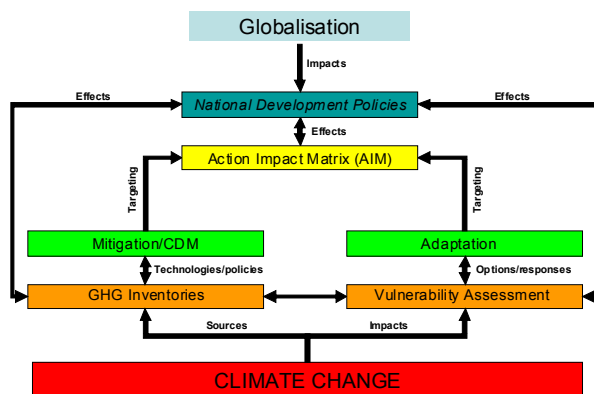 Globalisation
Impacts
Effects
Effects
National Development Policies
Effects
Action Impact Matrix (AIM)
Targeting
Targeting
Mitigation/CDM
Adaptation
Technologies/policies
Options/responses
GHG Inventories
Vulnerability Assessment
Sources
Impacts
CLIMATE CHANGE